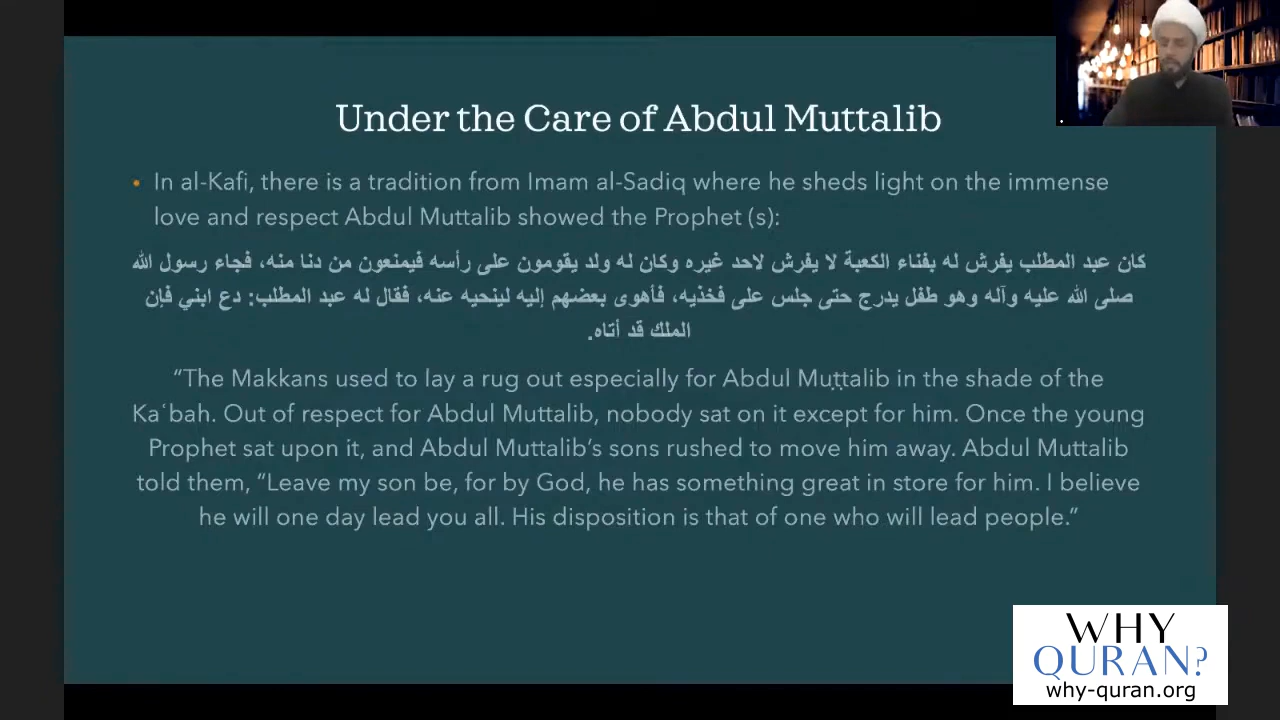 Under the Care of Abdul Muttalib
• In al-Kafi, there is a tradition from Imam al-Sadiq where he sheds light on the immense
love and respect Abdul Muttalib showed the Prophet (s):
كان عبد المطلب يفرش له بفناء الكعبة لا يفرش لاحد غيره وكان له ولد يقومون على رأسه فيمنعون من دنا منه، فجاء رسول الله
صلى الله عليه وآله وهو طفل يدرج حتى جلس على فخذيه، فأهوى بعضهم إليه لينحيه عنه، فقال له عبد المطلب: دع ابني فإن
الملك قد أتاه.
“The Makkans used to lay a rug out especially for Abdul Muṭṭalib in the shade of the
Kaʿbah. Out of respect for Abdul Muttalib, nobody sat on it except for him. Once the young
Prophet sat upon it, and Abdul Muttalib’s sons rushed to move him away. Abdul Muttalib
told them, “Leave my son be, for by God, he has something great in store for him. I believe
he will one day lead you all. His disposition is that of one who will lead people.”
WHY
QURAN?
why-quran.org